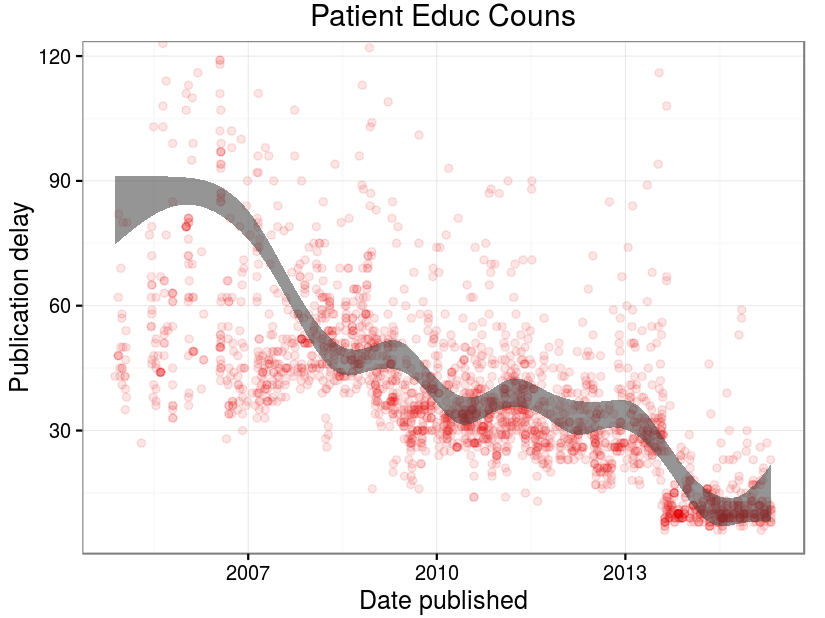 Patient Educ Couns
120
90
60
30
Publication delay
2007
2010
2013
Date published